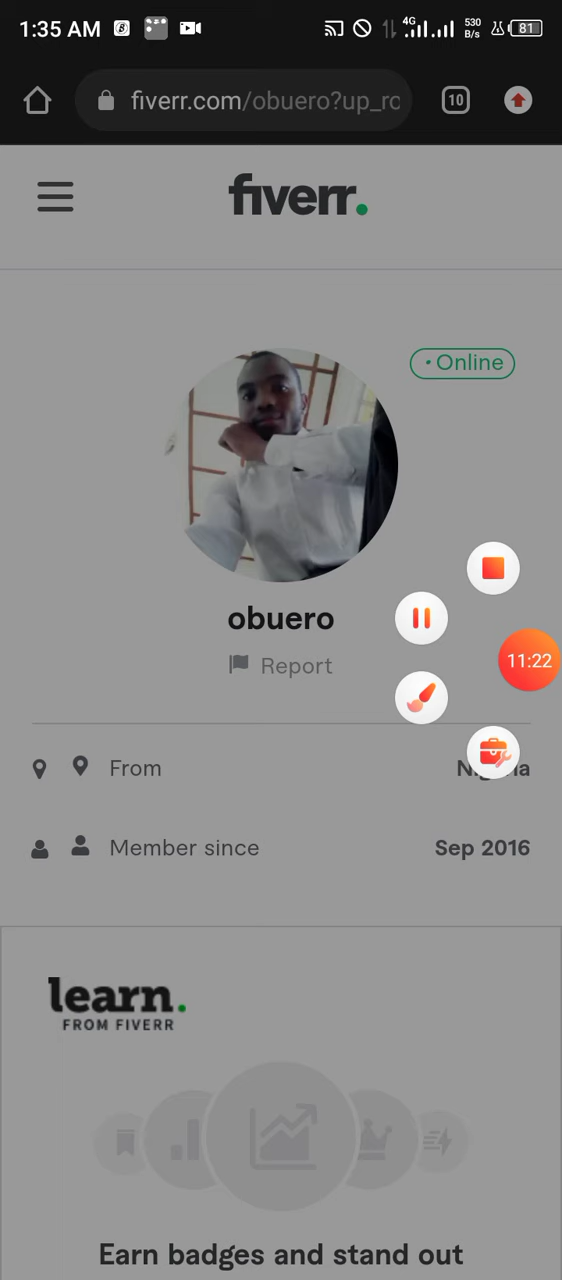 1:35 AM 4G 530 B/s 81
fiverr.com/obuero?up_ro 10
fiverr.
• Online
obuero
Report
11:22
From
Member since Sep 2016
learn.
FROM FIVERR
Earn badges and stand out